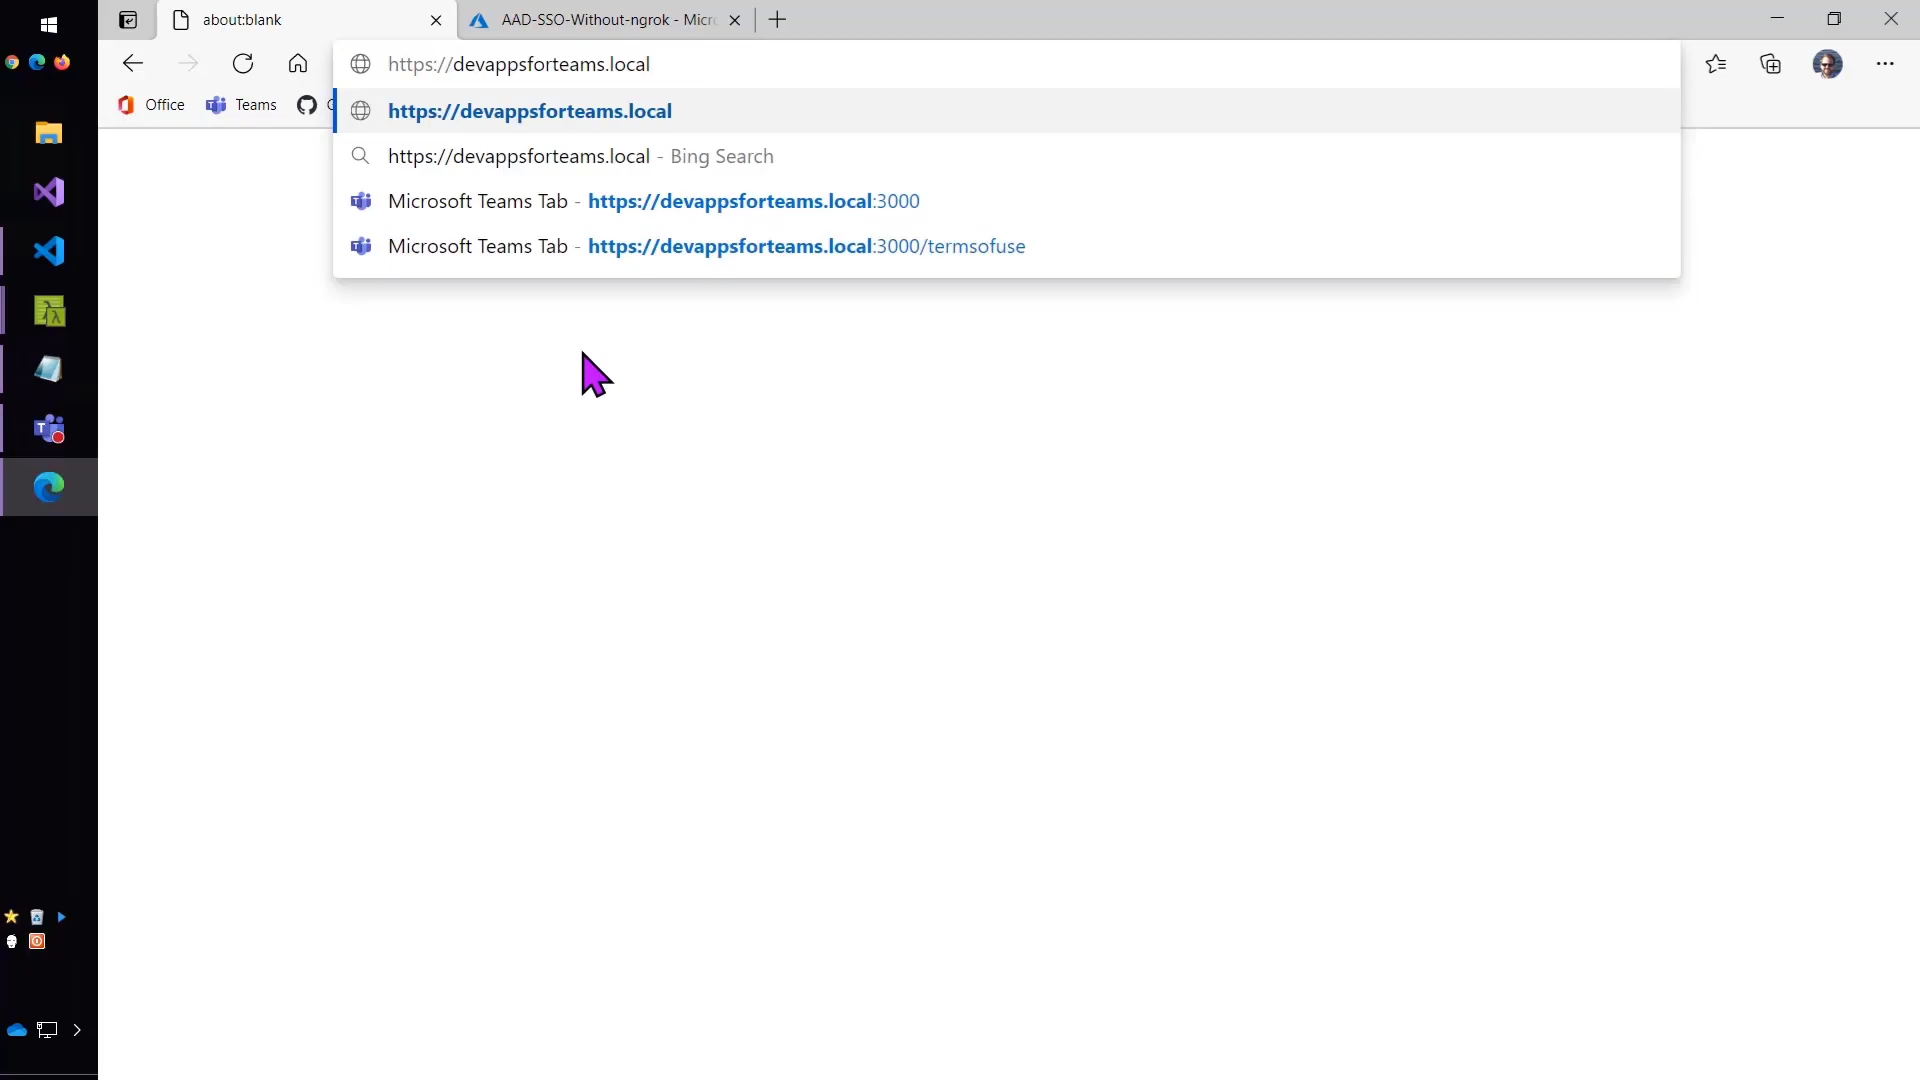 about:blank
AAD-SSO-Without-ngrok - Micr
https://devappsforteams.local
Office
Teams
https://devappsforteams.local
https://devappsforteams.local - Bing Search
Microsoft Teams Tab - https://devappsforteams.local:3000
Microsoft Teams Tab - https://devappsforteams.local:3000/termsofuse